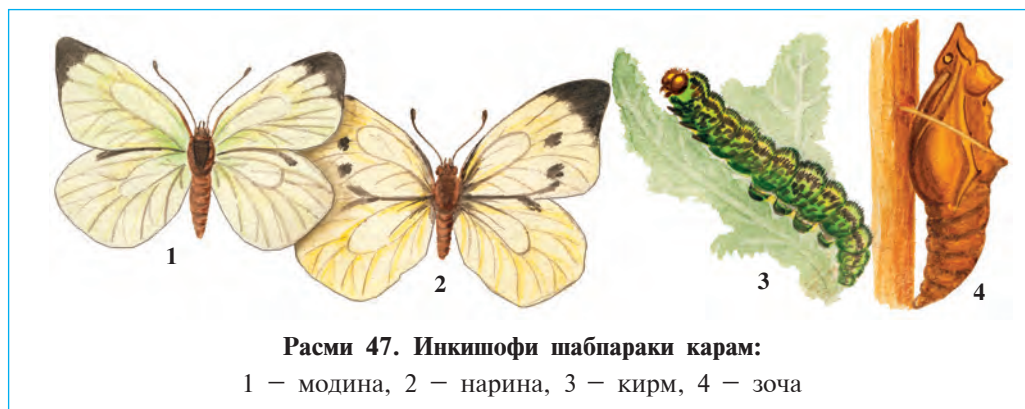 1
2
3
4
Расми 47. Инкишофи шабпараки карам:
1 − модина, 2 − нарина, 3 − кирм, 4 − зоча